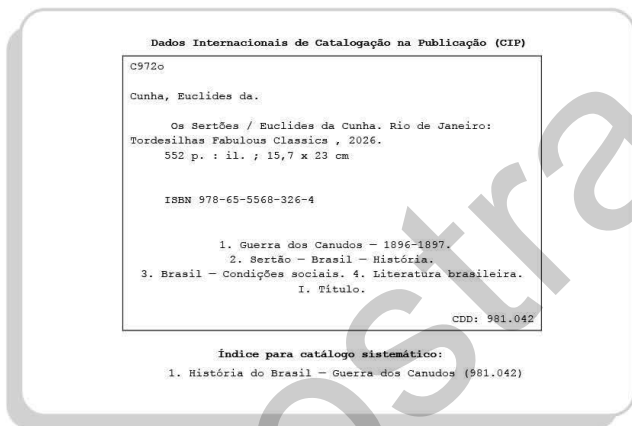 Dados Internacionais de Catalogação na Publicação (CIP)
C972o
Cunha, Euclides da.
Os Sertões / Euclides da Cunha. Rio de Janeiro:
Tordesilhas Fabulous Classics , 2026.
552 p. : il. ; 15,7 x 23 cm
ISBN 978-65-5568-326-4
1. Guerra dos Canudos — 1896-1897.
2. Sertão — Brasil — História.
3. Brasil — Condições sociais. 4. Literatura brasileira.
I. Título.
CDD: 981.042
Índice para catálogo sistemático:
1. História do Brasil — Guerra dos Canudos (981.042)
ostra